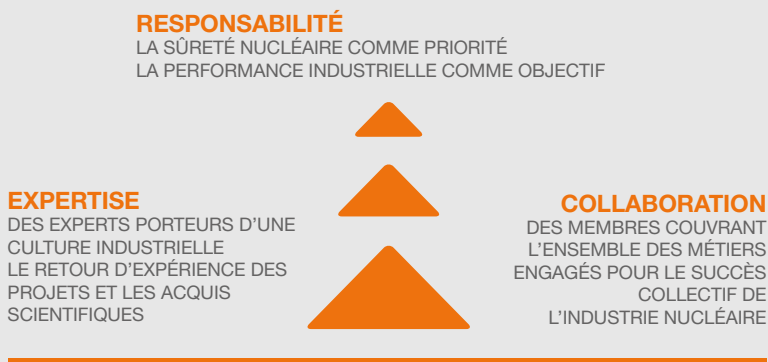 RESPONSABILITÉ
LA SÛRETÉ NUCLÉAIRE COMME PRIORITÉ
LA PERFORMANCE INDUSTRIELLE COMME OBJECTIF
EXPERTISE
DES EXPERTS PORTEURS D'UNE
CULTURE INDUSTRIELLE
LE RETOUR D'EXPÉRIENCE DES
PROJETS ET LES ACQUIS
SCIENTIFIQUES
COLLABORATION
DES MEMBRES COUVRANT
L'ENSEMBLE DES MÉTIERS
ENGAGÉS POUR LE SUCCÈS
COLLECTIF DE
L'INDUSTRIE NUCLÉAIRE